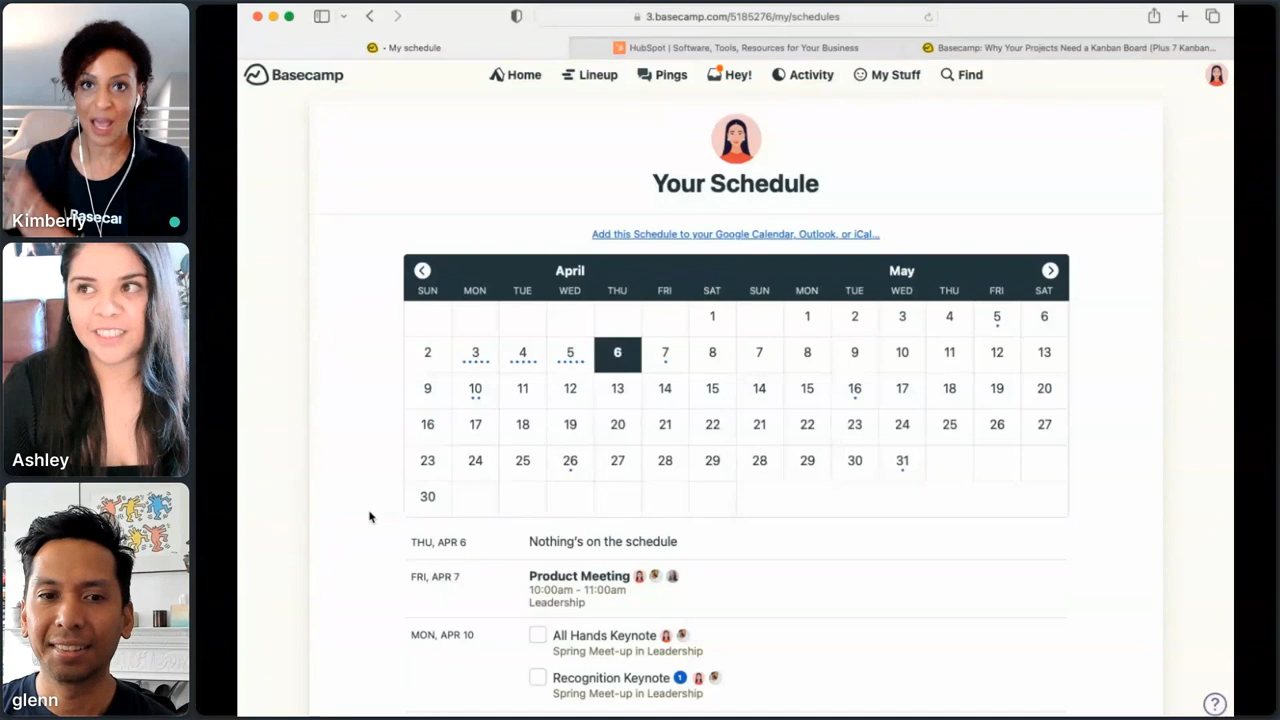 Kimberly
Basecar
Ashley
glenn
3.basecamp.com/5185276/my/schedules
• My schedule
HubSpot | Software, Tools, Resources for Your Business
Basecamp: Why Your Projects Need a Kanban Board (Plus 7 Kanban...
Basecamp
Home Lineup Pings Hey! Activity My Stuff Find
Your Schedule
Add this Schedule to your Google Calendar, Outlook, or iCal...
April May
SUN MON TUE WED THU FRI SAT SUN MON TUE WED THU FRI SAT
1 1 2 3 4 5 6
2 3 4 5 6 7 8 7 8 9 10 11 12 13
9 10 11 12 13 14 15 14 15 16 17 18 19 20
16 17 18 19 20 21 22 21 22 23 24 25 26 27
23 24 25 26 27 28 29 28 29 30 31
30
THU, APR 6 Nothing's on the schedule
FRI, APR 7 Product Meeting
10:00am - 11:00am
Leadership
MON, APR 10 All Hands Keynote
Spring Meet-up in Leadership
Recognition Keynote 1
Spring Meet-up in Leadership
?